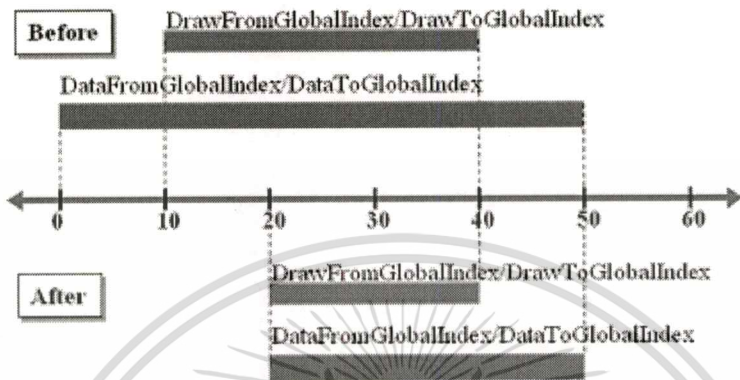 Before
DrawFromGlobalIndex/DrawToGlobalIndex
DataFromGlobalIndex/DataToGlobalIndex
0 10 20 30 40 50 60
After
DrawFromGlobalIndex/DrawToGlobalIndex
DataFromGlobalIndex/DataToGlobalIndex